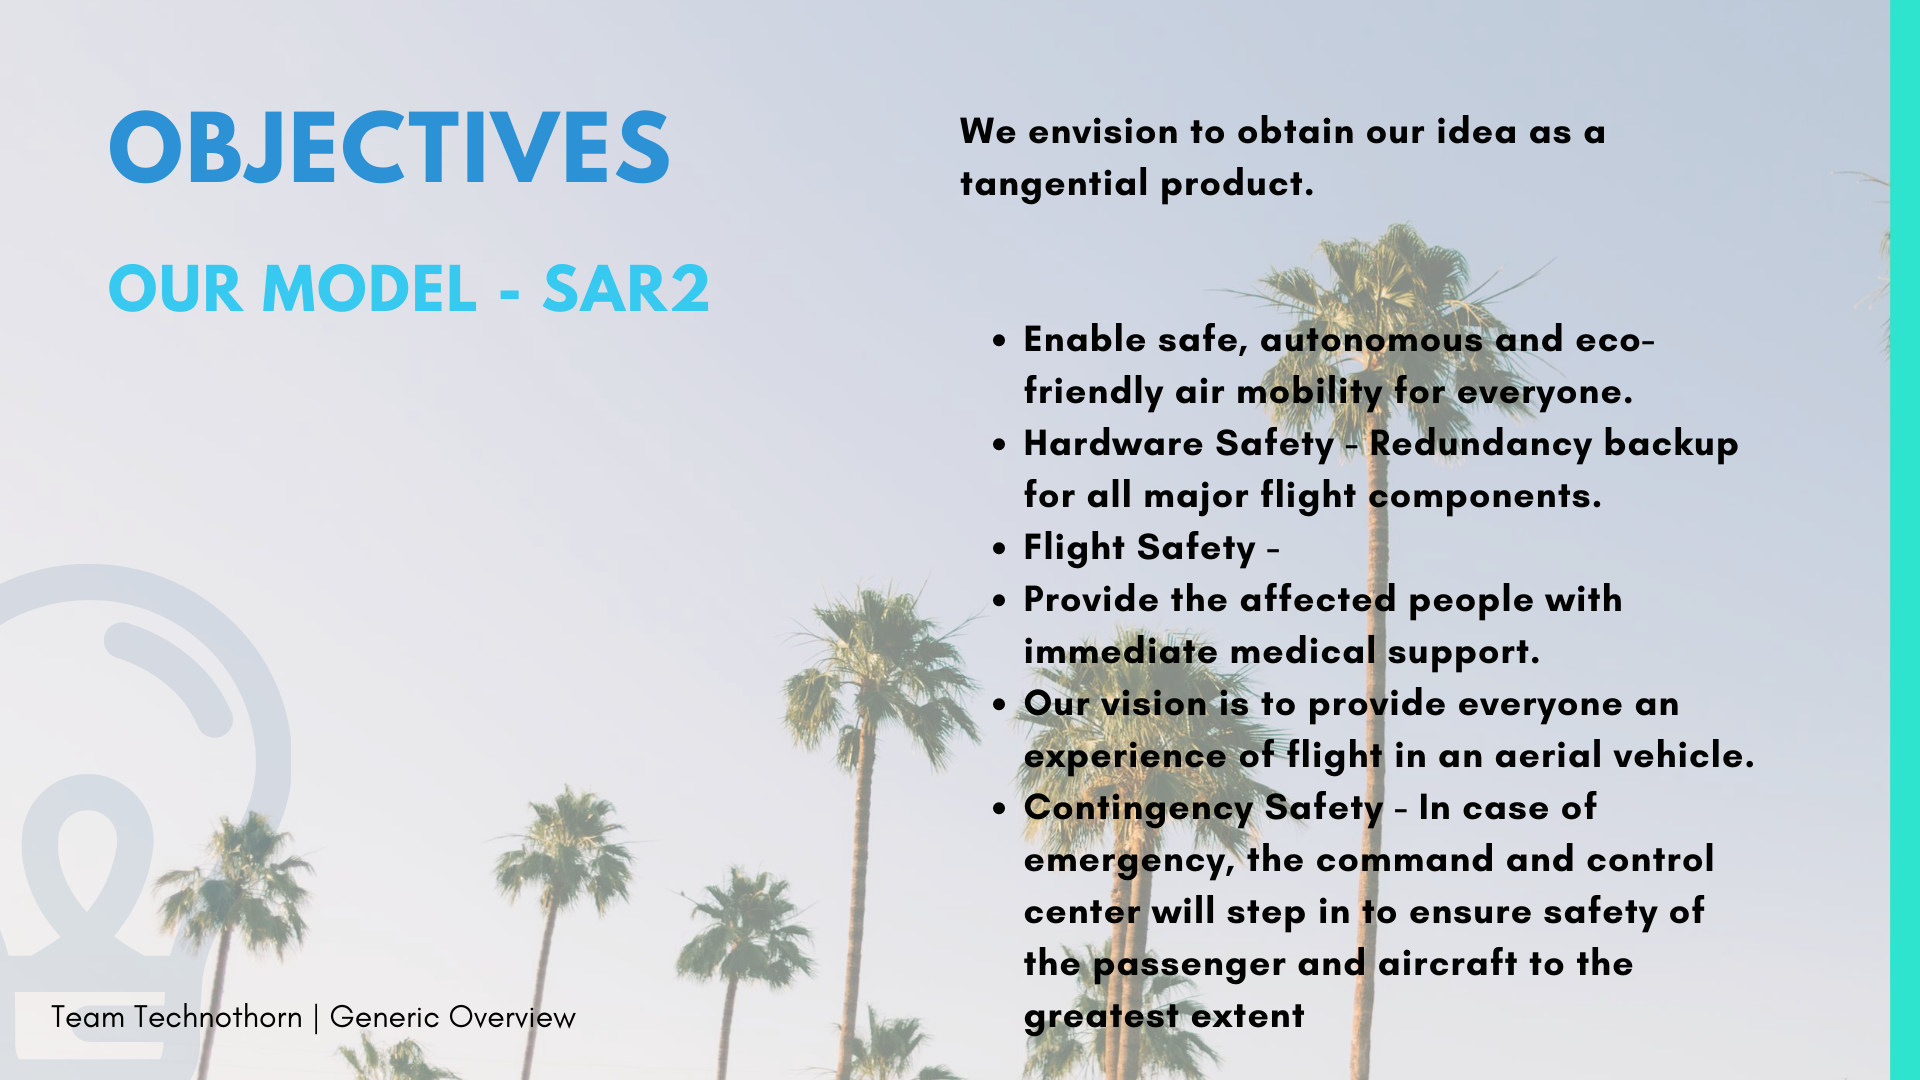 OBJECTIVES
OUR MODEL - SAR2
We envision to obtain our idea as a
tangential product.
• Enable safe, autonomous and eco-
friendly air mobility for everyone.
• Hardware Safety - Redundancy backup
for all major flight components.
• Flight Safety -
• Provide the affected people with
immediate medical support.
• Our vision is to provide everyone an
experience of flight in an aerial vehicle.
• Contingency Safety - In case of
emergency, the command and control
center will step in to ensure safety of
the passenger and aircraft to the
greatest extent
Team Technothorn | Generic Overview